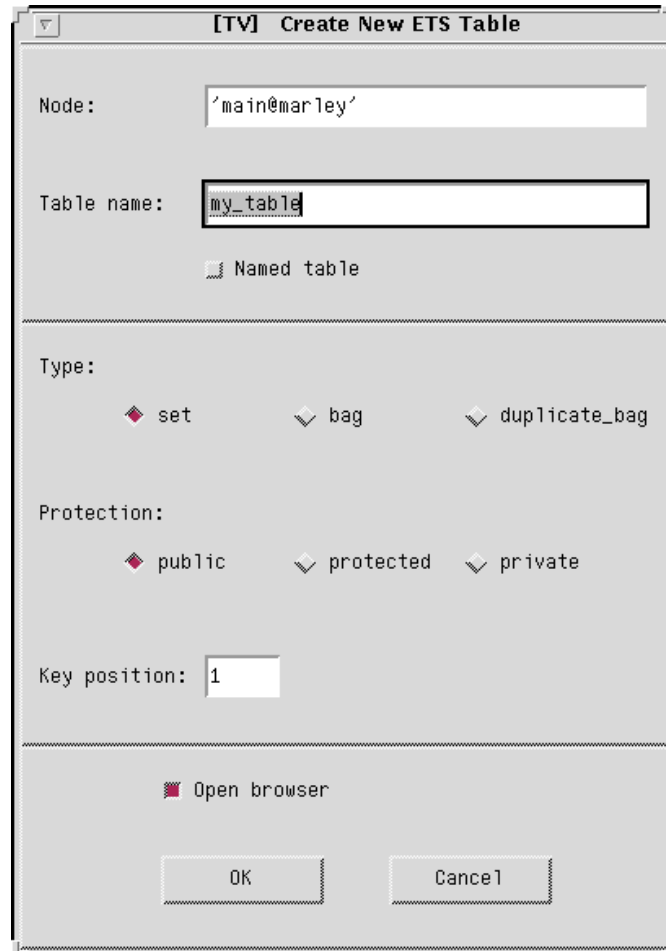 [TV] Create New ETS Table
Node: 'main@marley'
Table name: my_table
Named table
Type:
set bag duplicate_bag
Protection:
public protected private
Key position: 1
Open browser
OK Cancel